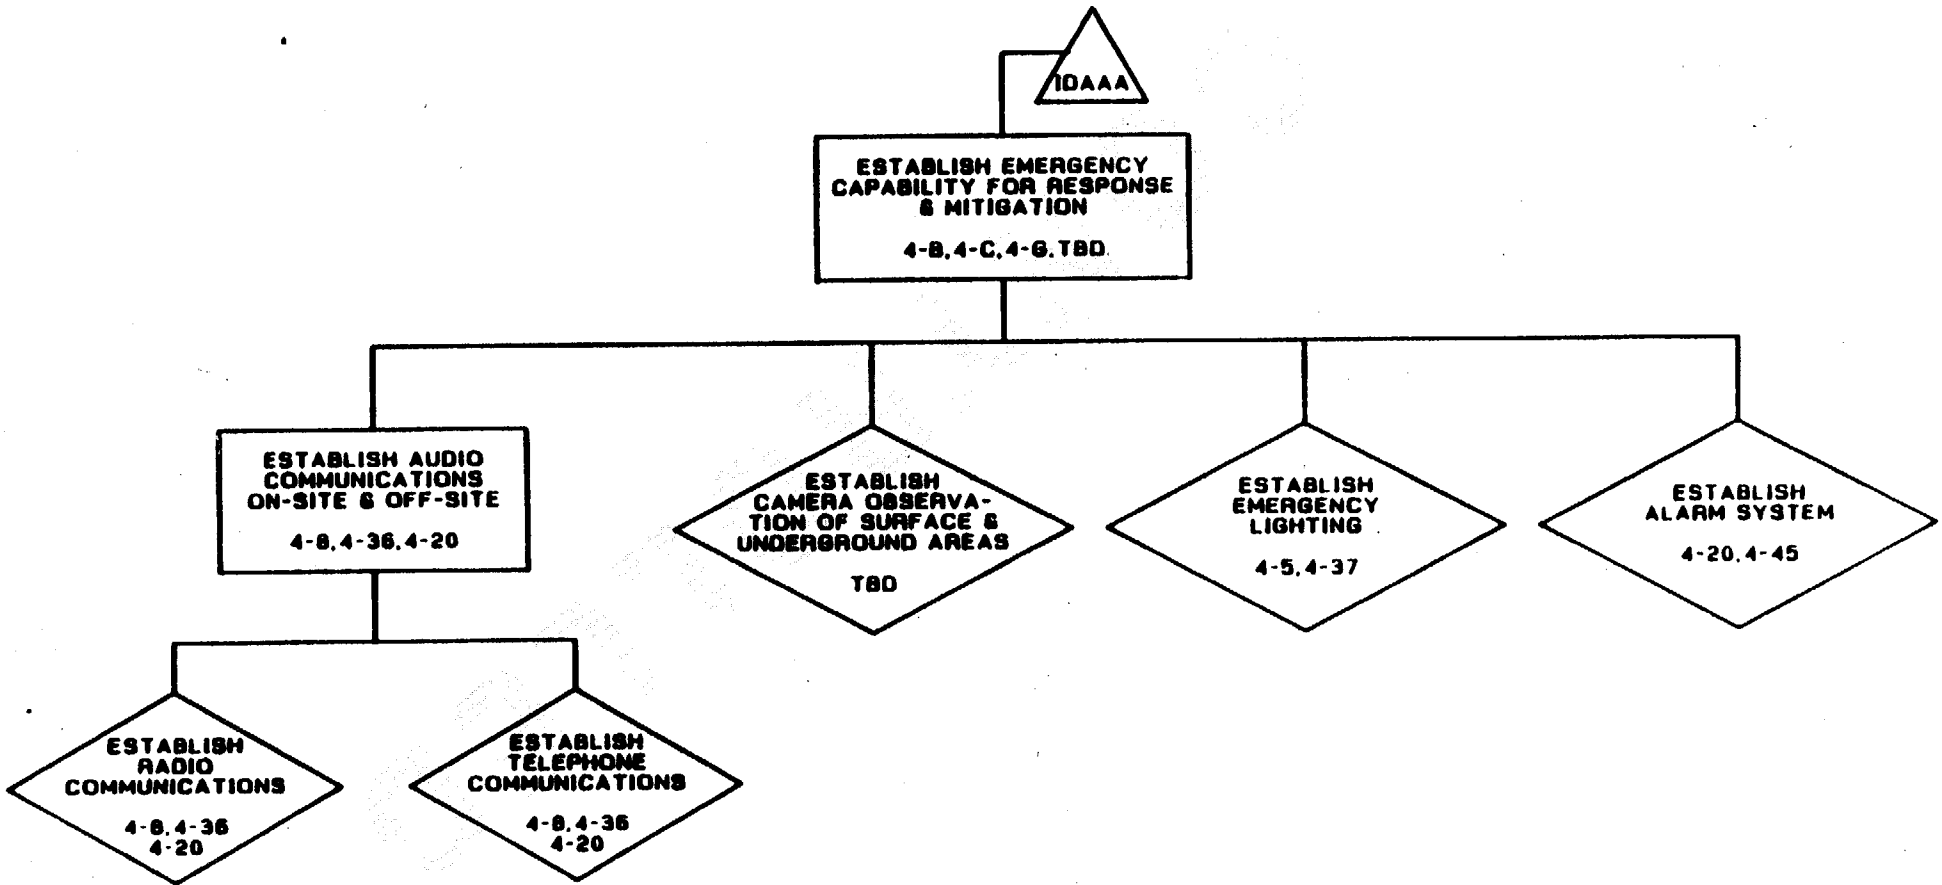 IDAAA
ESTABLISH EMERGENCY
CAPABILITY FOR RESPONSE
& MITIGATION
4-B,4-C,4-G,TBD
ESTABLISH AUDIO
COMMUNICATIONS
ON-SITE & OFF-SITE
4-8,4-36,4-20
ESTABLISH
CAMERA OBSERVA-
TION OF SURFACE &
UNDERGROUND AREAS
TBD
ESTABLISH
EMERGENCY
LIGHTING
4-5,4-37
ESTABLISH
ALARM SYSTEM
4-20,4-45
ESTABLISH
RADIO
COMMUNICATIONS
4-8,4-36
4-20
ESTABLISH
TELEPHONE
COMMUNICATIONS
4-8,4-36
4-20